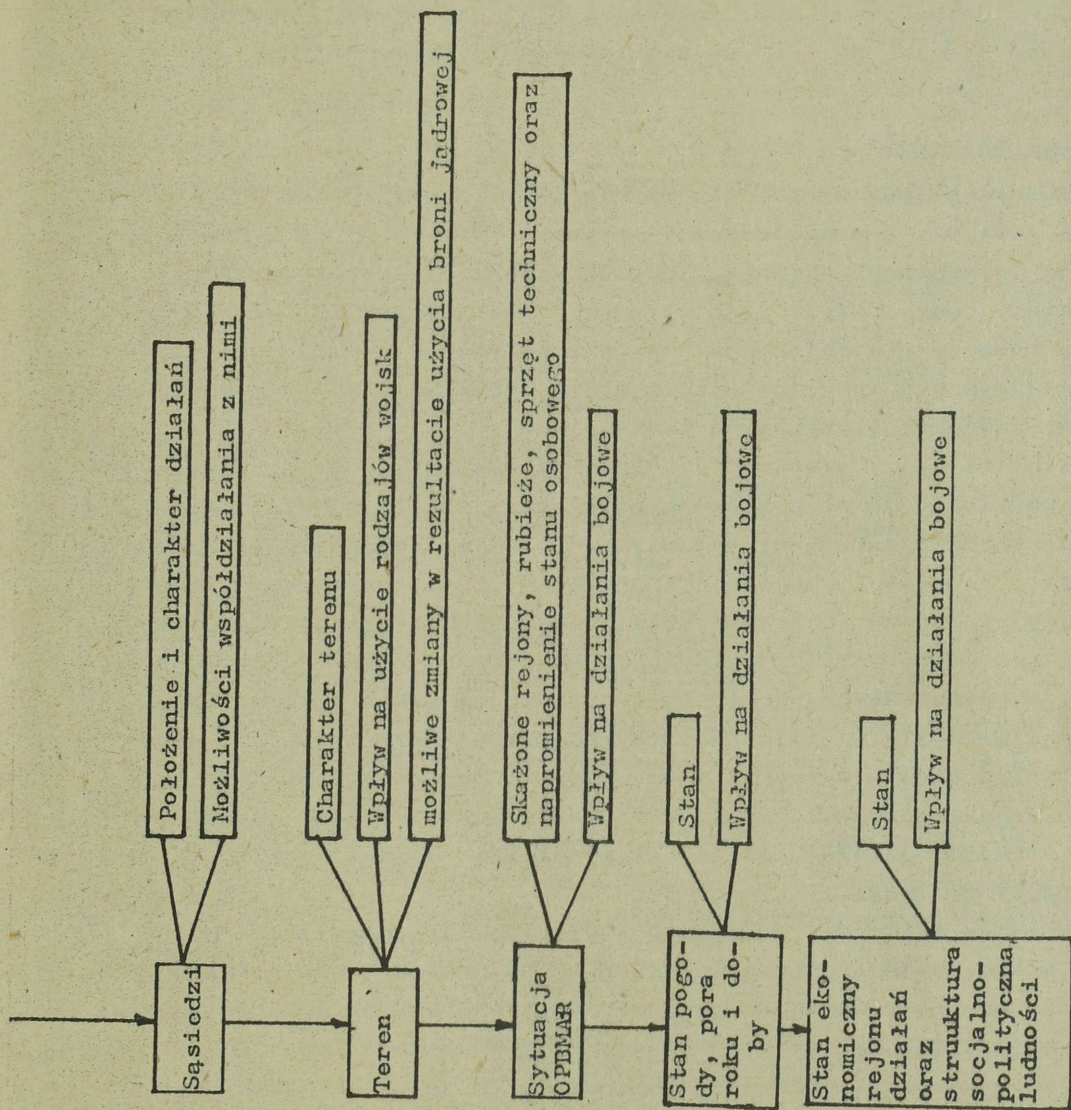 Sąsiedzi
Położenie i charakter działań
Możliwości współdziałania z nimi
Teren
Charakter terenu
Wpływ na użycie rodzajów wojsk
możliwe zmiany w rezultacie użycia broni jądrowej
Sytuacja
OPBMAR
Skażone rejony, rubieże, sprzęt techniczny oraz
napromienienie stanu osobowego
Wpływ na działania bojowe
Stan pogo-
dy, pora
roku i do-
by
Stan
Wpływ na działania bojowe
Stan eko-
nomiczny
rejonu
działań
oraz
struuktura
socjalno-
polityczna,
ludności
Stan
Wpływ na działania bojowe